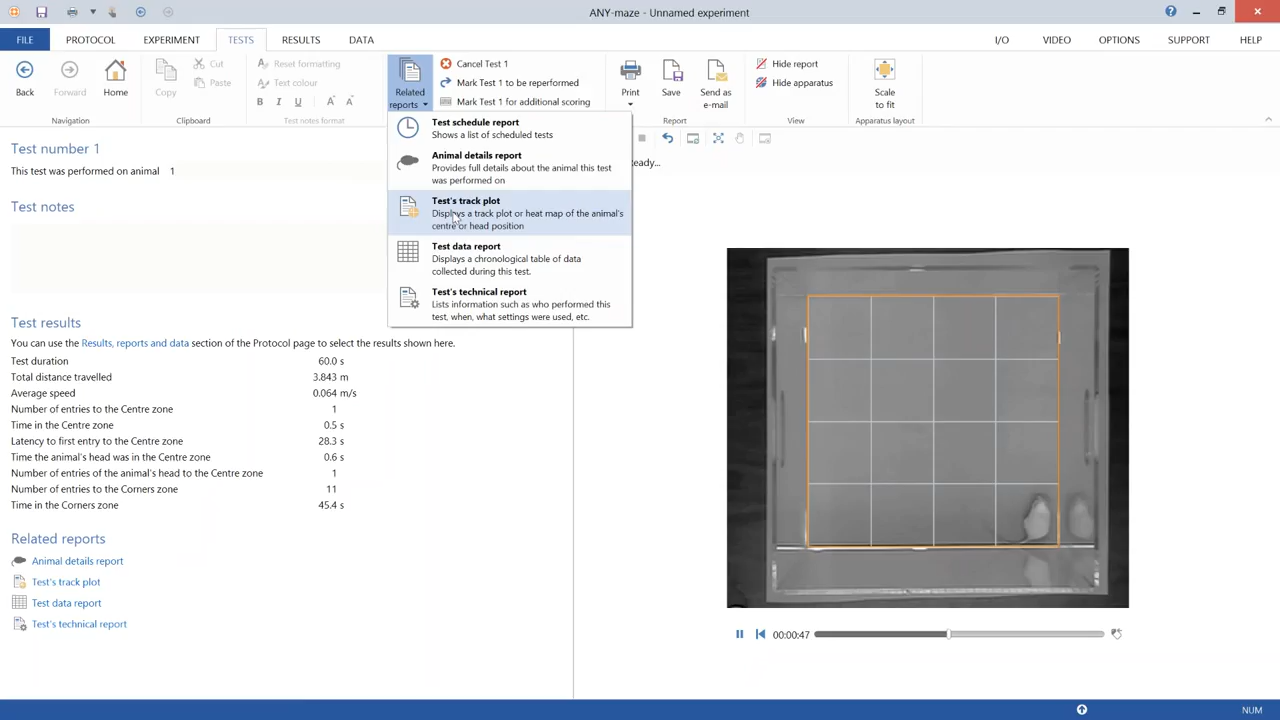 ANY-maze - Unnamed experiment
FILE PROTOCOL EXPERIMENT TESTS RESULTS DATA I/O VIDEO OPTIONS SUPPORT HELP
Back
Forward
Home
Navigation
Copy
Cut
Paste
Clipboard
Reset formatting
Text colour
B I U A A
Test notes format
Related
reports
Cancel Test 1
Mark Test 1 to be reperformed
Mark Test 1 for additional scoring
Print
Save
Send as
e-mail
Report
Hide report
Hide apparatus
View
Scale
to fit
Apparatus layout
Test schedule report
Shows a list of scheduled tests
Animal details report
Provides full details about the animal this test
was performed on
Test's track plot
Displays a track plot or heat map of the animal's
centre or head position
Test data report
Displays a chronological table of data
collected during this test.
Test's technical report
Lists information such as who performed this
test, when, what settings were used, etc.
eady...
Test number 1
This test was performed on animal 1
Test notes
Test results
You can use the Results, reports and data section of the Protocol page to select the results shown here.
Test duration 60.0 s
Total distance travelled 3.843 m
Average speed 0.064 m/s
Number of entries to the Centre zone 1
Time in the Centre zone 0.5 s
Latency to first entry to the Centre zone 28.3 s
Time the animal's head was in the Centre zone 0.6 s
Number of entries of the animal's head to the Centre zone 1
Number of entries to the Corners zone 11
Time in the Corners zone 45.4 s
Related reports
Animal details report
Test's track plot
Test data report
Test's technical report
00:00:47
NUM